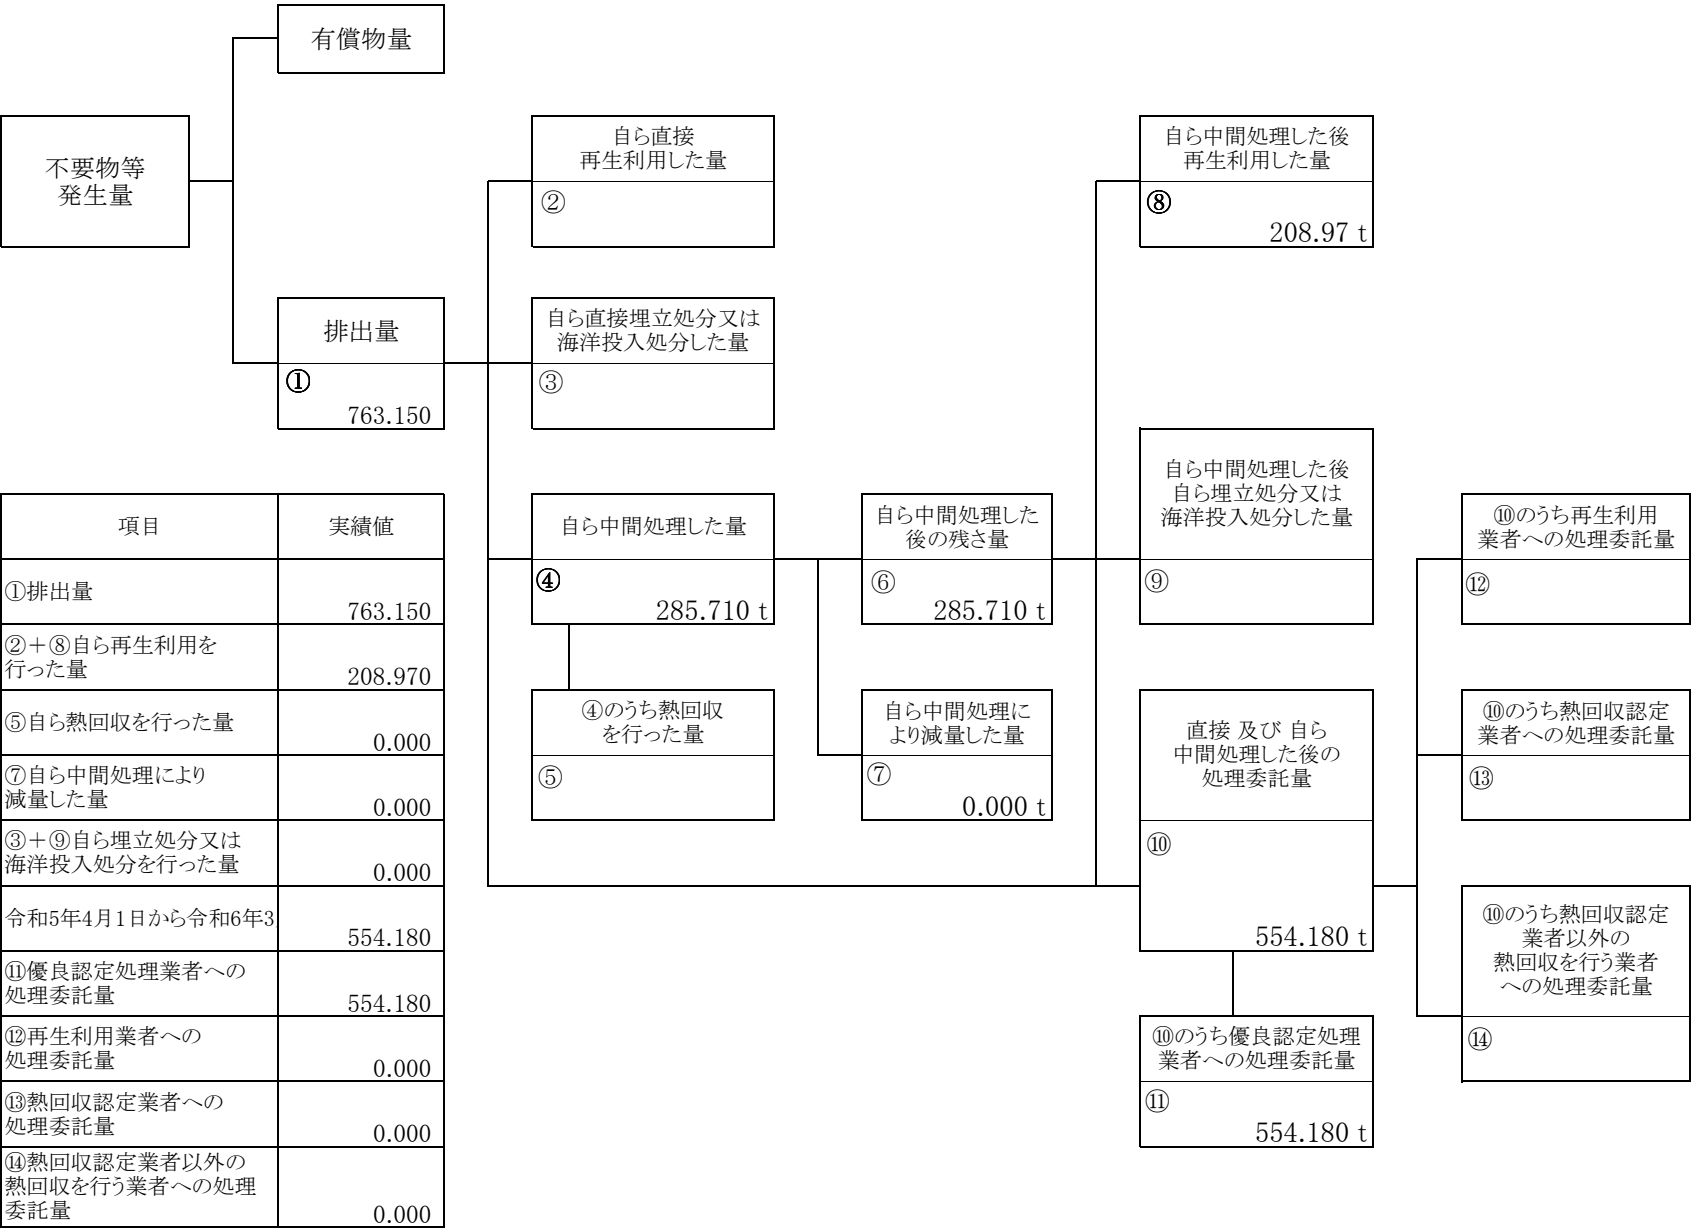 有償物量
不要物等
発生量
自ら直接
再生利用した量
②
自ら中間処理した後
再生利用した量
⑧
208.97 t
排出量
①
763.150
自ら直接埋立処分又は
海洋投入処分した量
③
自ら中間処理した量
④
285.710 t
自ら中間処理した
後の残さ量
⑥
285.710 t
自ら中間処理した後
自ら埋立処分又は
海洋投入処分した量
⑨
⑩のうち再生利用
業者への処理委託量
⑫
④のうち熱回収
を行った量
⑤
自ら中間処理に
より減量した量
⑦
0.000 t
直接 及び 自ら
中間処理した後の
処理委託量
⑩
554.180 t
⑩のうち熱回収認定
業者への処理委託量
⑬
⑩のうち熱回収認定
業者以外の
熱回収を行う業者
への処理委託量
⑭
⑩のうち優良認定処理
業者への処理委託量
⑪
554.180 t
項目
実績値
①排出量
763.150
②＋⑧自ら再生利用を
行った量
208.970
⑤自ら熱回収を行った量
0.000
⑦自ら中間処理により
減量した量
0.000
③＋⑨自ら埋立処分又は
海洋投入処分を行った量
0.000
令和5年4月1日から令和6年3
554.180
⑪優良認定処理業者への
処理委託量
554.180
⑫再生利用業者への
処理委託量
0.000
⑬熱回収認定業者への
処理委託量
0.000
⑭熱回収認定業者以外の
熱回収を行う業者への処理
委託量
0.000